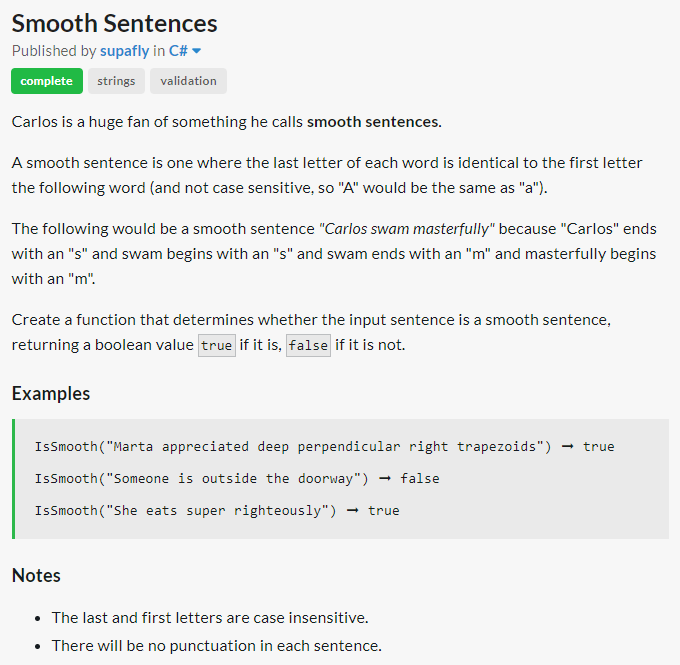 Smooth Sentences
Published by supafly in C#
complete strings validation
Carlos is a huge fan of something he calls smooth sentences.
A smooth sentence is one where the last letter of each word is identical to the first letter
the following word (and not case sensitive, so "A" would be the same as "a").
The following would be a smooth sentence "Carlos swam masterfully" because "Carlos" ends
with an "s" and swam begins with an "s" and swam ends with an "m" and masterfully begins
with an "m".
Create a function that determines whether the input sentence is a smooth sentence,
returning a boolean value true if it is, false if it is not.
Examples
IsSmooth("Marta appreciated deep perpendicular right trapezoids") ➞ true
IsSmooth("Someone is outside the doorway") ➞ false
IsSmooth("She eats super righteously") ➞ true
Notes
• The last and first letters are case insensitive.
• There will be no punctuation in each sentence.